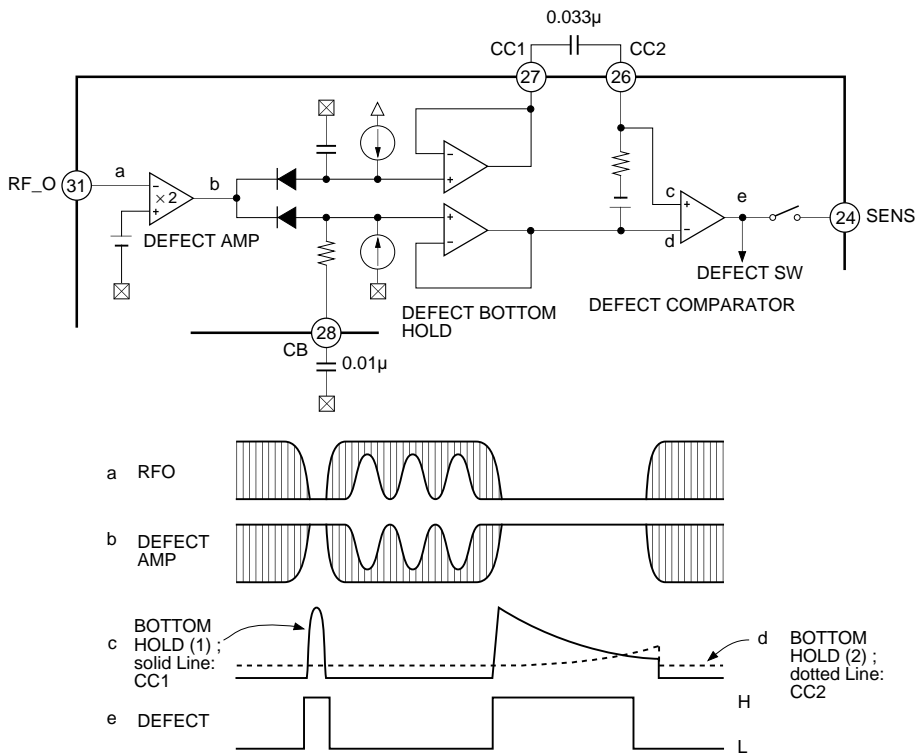 0.033µ
CC1
CC2
27
26
RF_O
31
a
−
× 2
+
b
DEFECT AMP
−
+
+
−
c
+
d
−
e
24
SENS
DEFECT SW
DEFECT BOTTOM
HOLD
DEFECT COMPARATOR
28
CB
0.01µ
a RFO
b DEFECT
AMP
c
BOTTOM
HOLD (1) ;
solid Line:
CC1
d
BOTTOM
HOLD (2) ;
dotted Line:
CC2
e DEFECT
H
L